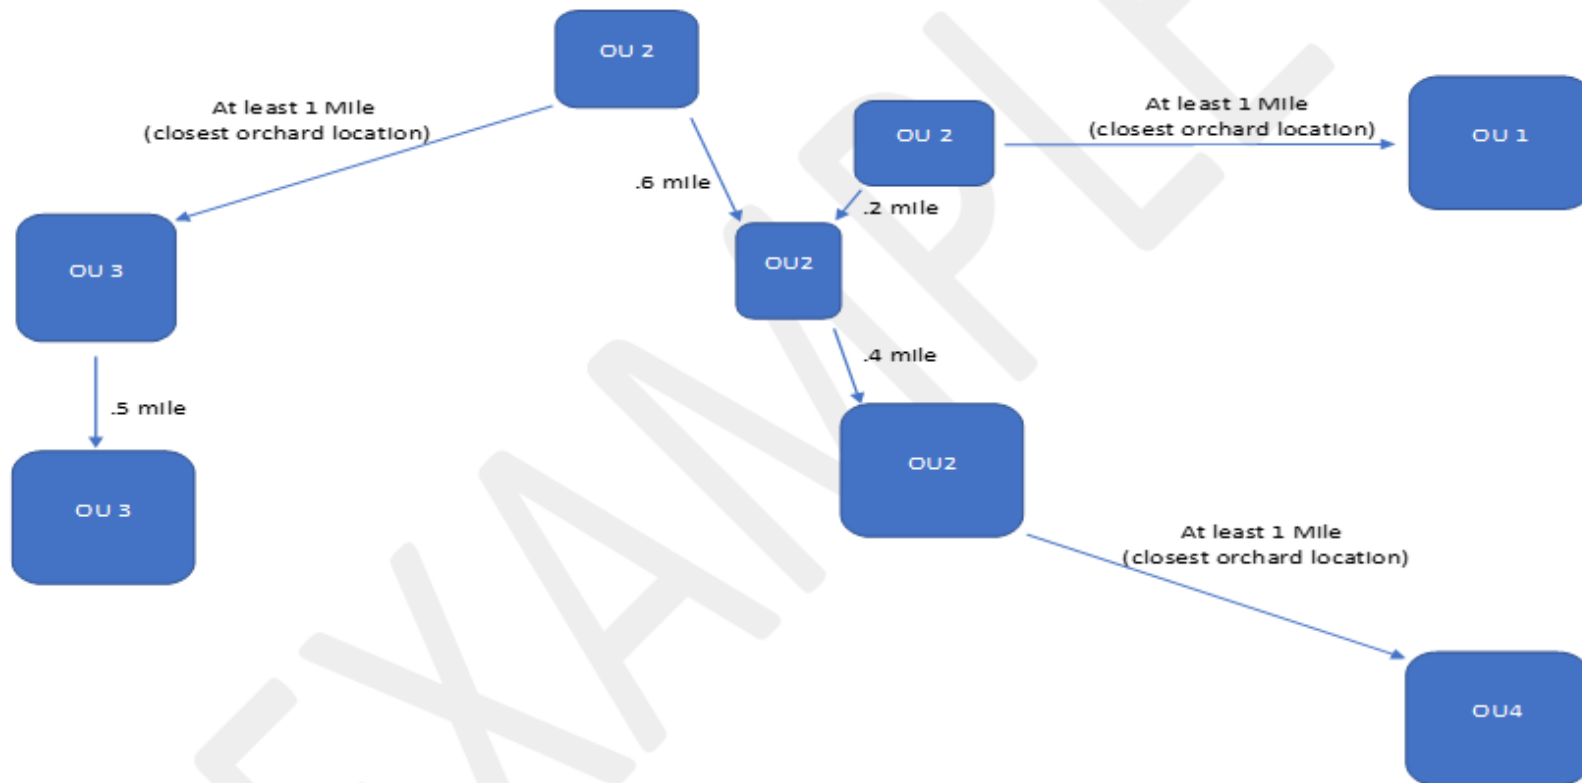 OU 2
At least 1 Mile
(closest orchard location)
At least 1 Mile
(closest orchard location)
OU 2
OU 1
.6 mile
.2 mile
OU 3
OU2
.4 mile
.5 mile
OU2
OU 3
At least 1 Mile
(closest orchard location)
OU4
EXAMPLE